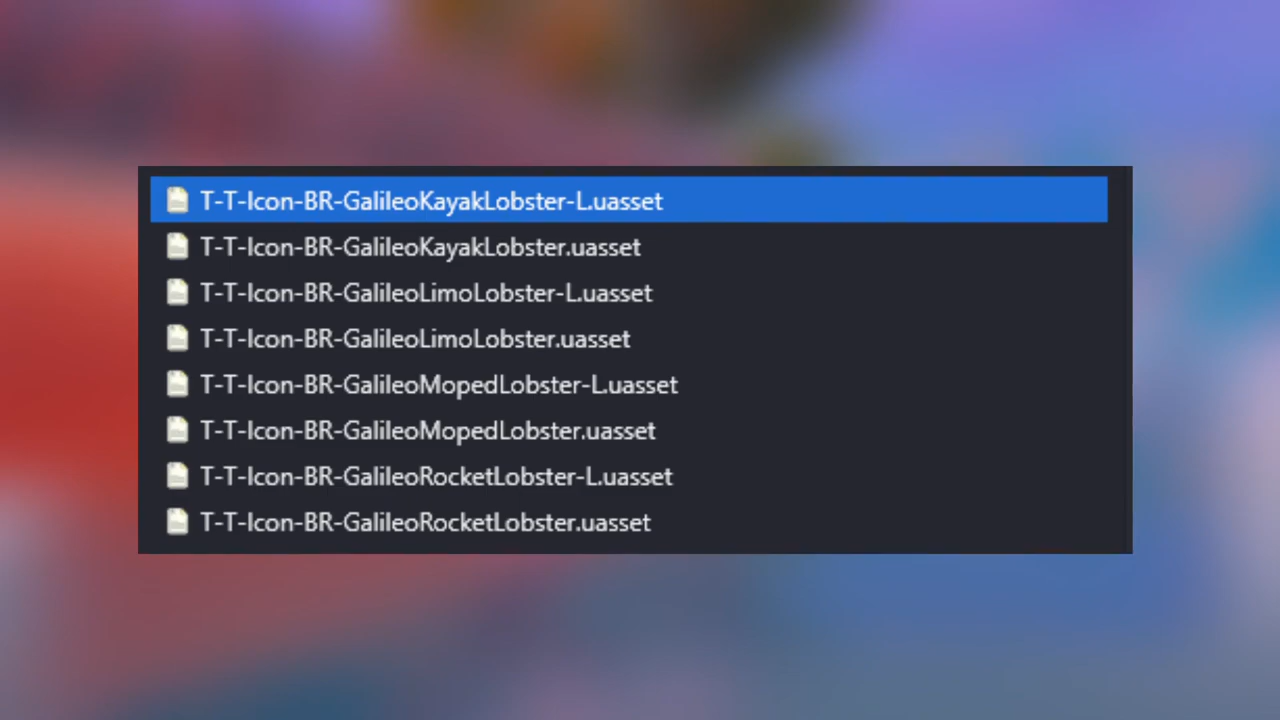 T-T-Icon-BR-GalileoKayakLobster-L.uasset
T-T-Icon-BR-GalileoKayakLobster.uasset
T-T-Icon-BR-GalileoLimoLobster-L.uasset
T-T-Icon-BR-GalileoLimoLobster.uasset
T-T-Icon-BR-GalileoMopedLobster-L.uasset
T-T-Icon-BR-GalileoMopedLobster.uasset
T-T-Icon-BR-GalileoRocketLobster-L.uasset
T-T-Icon-BR-GalileoRocketLobster.uasset